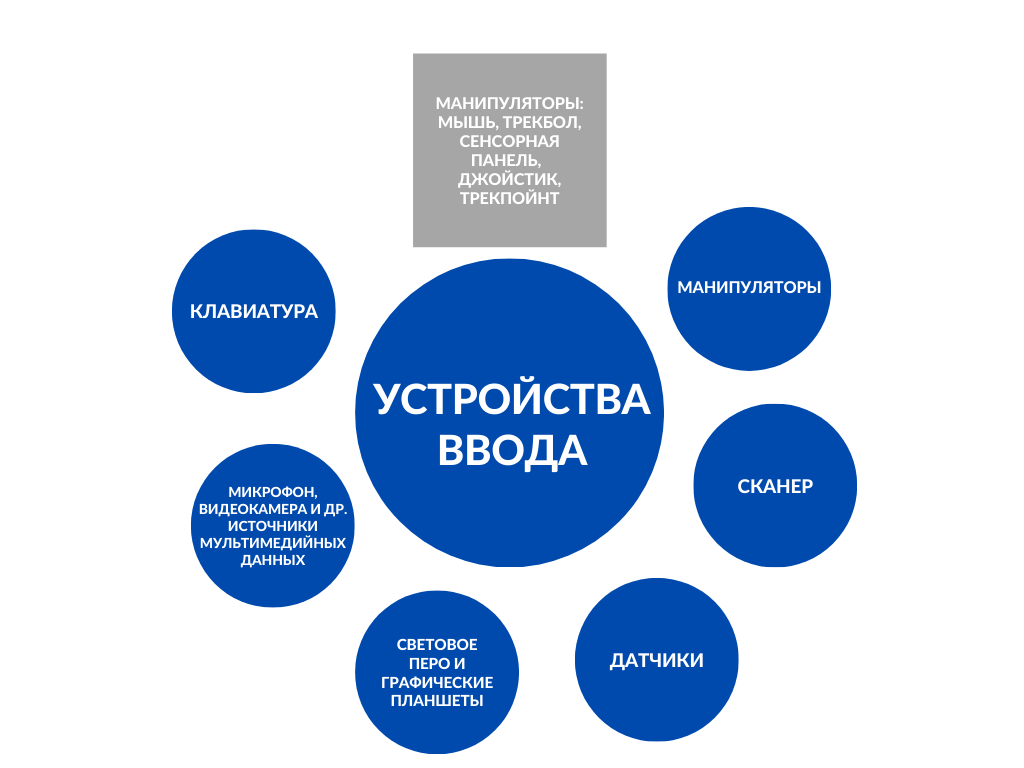 МАНИПУЛЯТОРЫ:
МЫШЬ, ТРЕКБОЛ,
СЕНСОРНАЯ
ПАНЕЛЬ,
ДЖОЙСТИК,
ТРЕКПОЙНТ
МАНИПУЛЯТОРЫ
КЛАВИАТУРА
УСТРОЙСТВА
ВВОДА
СКАНЕР
МИКРОФОН,
ВИДЕОКАМЕРА И ДР.
ИСТОЧНИКИ
МУЛЬТИМЕДИЙНЫХ
ДАННЫХ
СВЕТОВОЕ
ПЕРО И
ГРАФИЧЕСКИЕ
ПЛАНШЕТЫ
ДАТЧИКИ